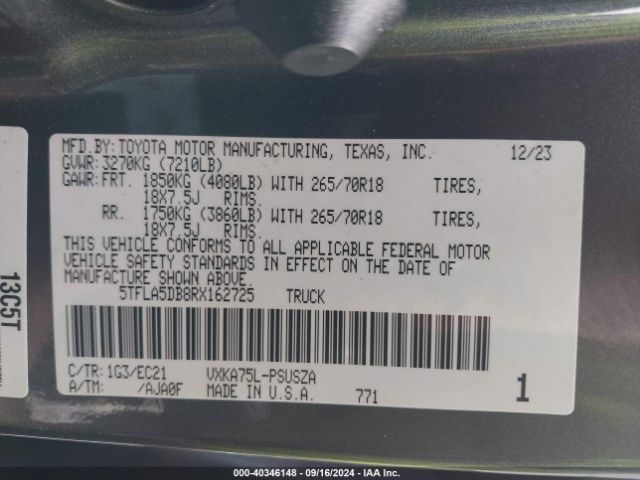 MFD.BY:TOYOTA MOTOR MANUFACTURING, TEXAS, INC. 12/23
GVWR:3270KG (7210LB)
GAWR:FRT. 1850KG (4080LB) WITH 265/70R18 TIRES,
18X7.5J RIMS.
RR. 1750KG (3860LB) WITH 265/70R18 TIRES,
18X7.5J RIMS.
THIS VEHICLE CONFORMS TO ALL APPLICABLE FEDERAL MOTOR
VEHICLE SAFETY STANDARDS IN EFFECT ON THE DATE OF
MANUFACTURE SHOWN ABOVE.
5TFLA5DB8RX162725 TRUCK
C/TR:1G3/EC21 VXKA75L-PSUSZA
A/TM: /AJA0F MADE IN U.S.A. 771 1
13C5T
000-40346148 - 09/16/2024 - IAA Inc.